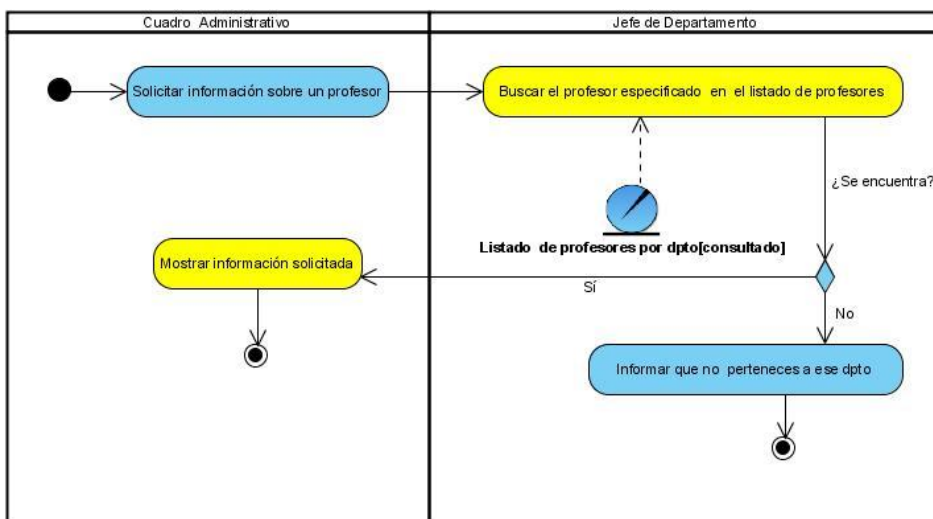 Cuadro Administrativo
Jefe de Departamento
Solicitar información sobre un profesor
Buscar el profesor especificado en el listado de profesores
¿Se encuentra?
Listado de profesores por dpto[consultado]
Mostrar información solicitada
Sí
No
Informar que no perteneces a ese dpto